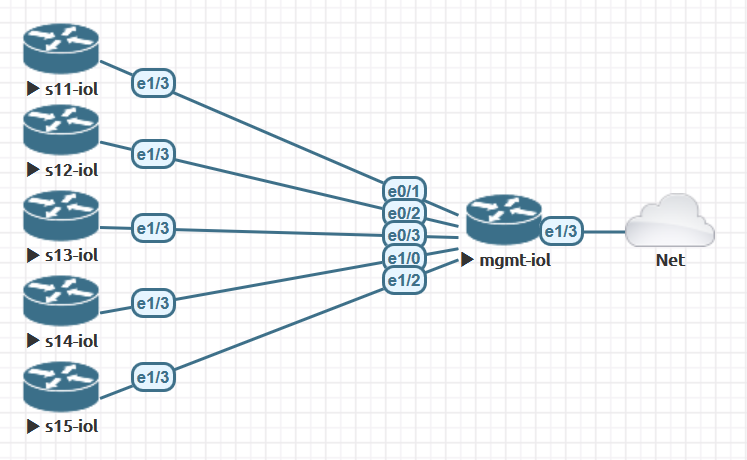 e1/3
s11-iol
e1/3
s12-iol
e0/1
e0/2
e1/3
e0/3
e1/3
s13-iol
e1/0
mgmt-iol
Net
e1/2
e1/3
s14-iol
e1/3
s15-iol